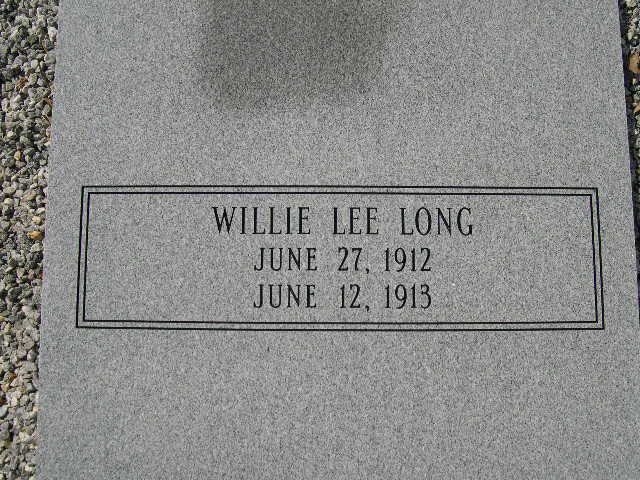 WILLIE LEE LONG
JUNE 27, 1912
JUNE 12, 1913